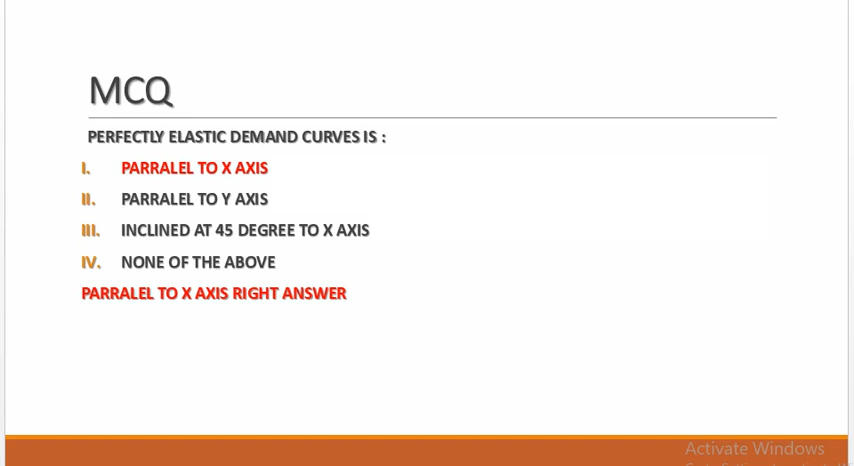 MCQ
PERFECTLY ELASTIC DEMAND CURVES IS :
I. PARRALEL TO X AXIS
II. PARRALEL TO Y AXIS
III. INCLINED AT 45 DEGREE TO X AXIS
IV. NONE OF THE ABOVE
PARRALEL TO X AXIS RIGHT ANSWER
Activate Windows